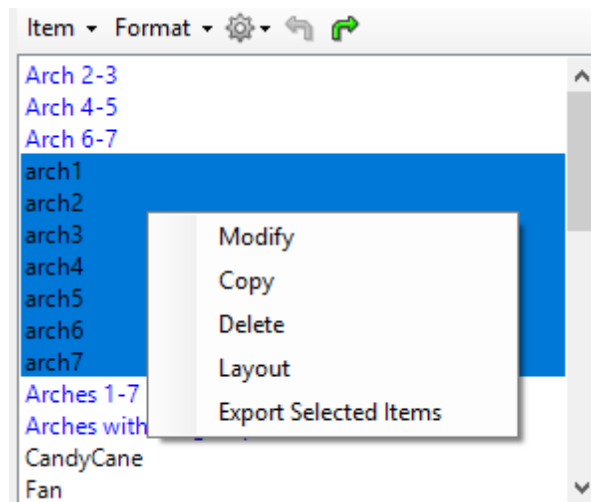 Item Format
Arch 2-3
Arch 4-5
Arch 6-7
arch1
arch2
arch3
arch4
arch5
arch6
arch7
Arches 1-7
Arches with
CandyCane
Fan
Modify
Copy
Delete
Layout
Export Selected Items